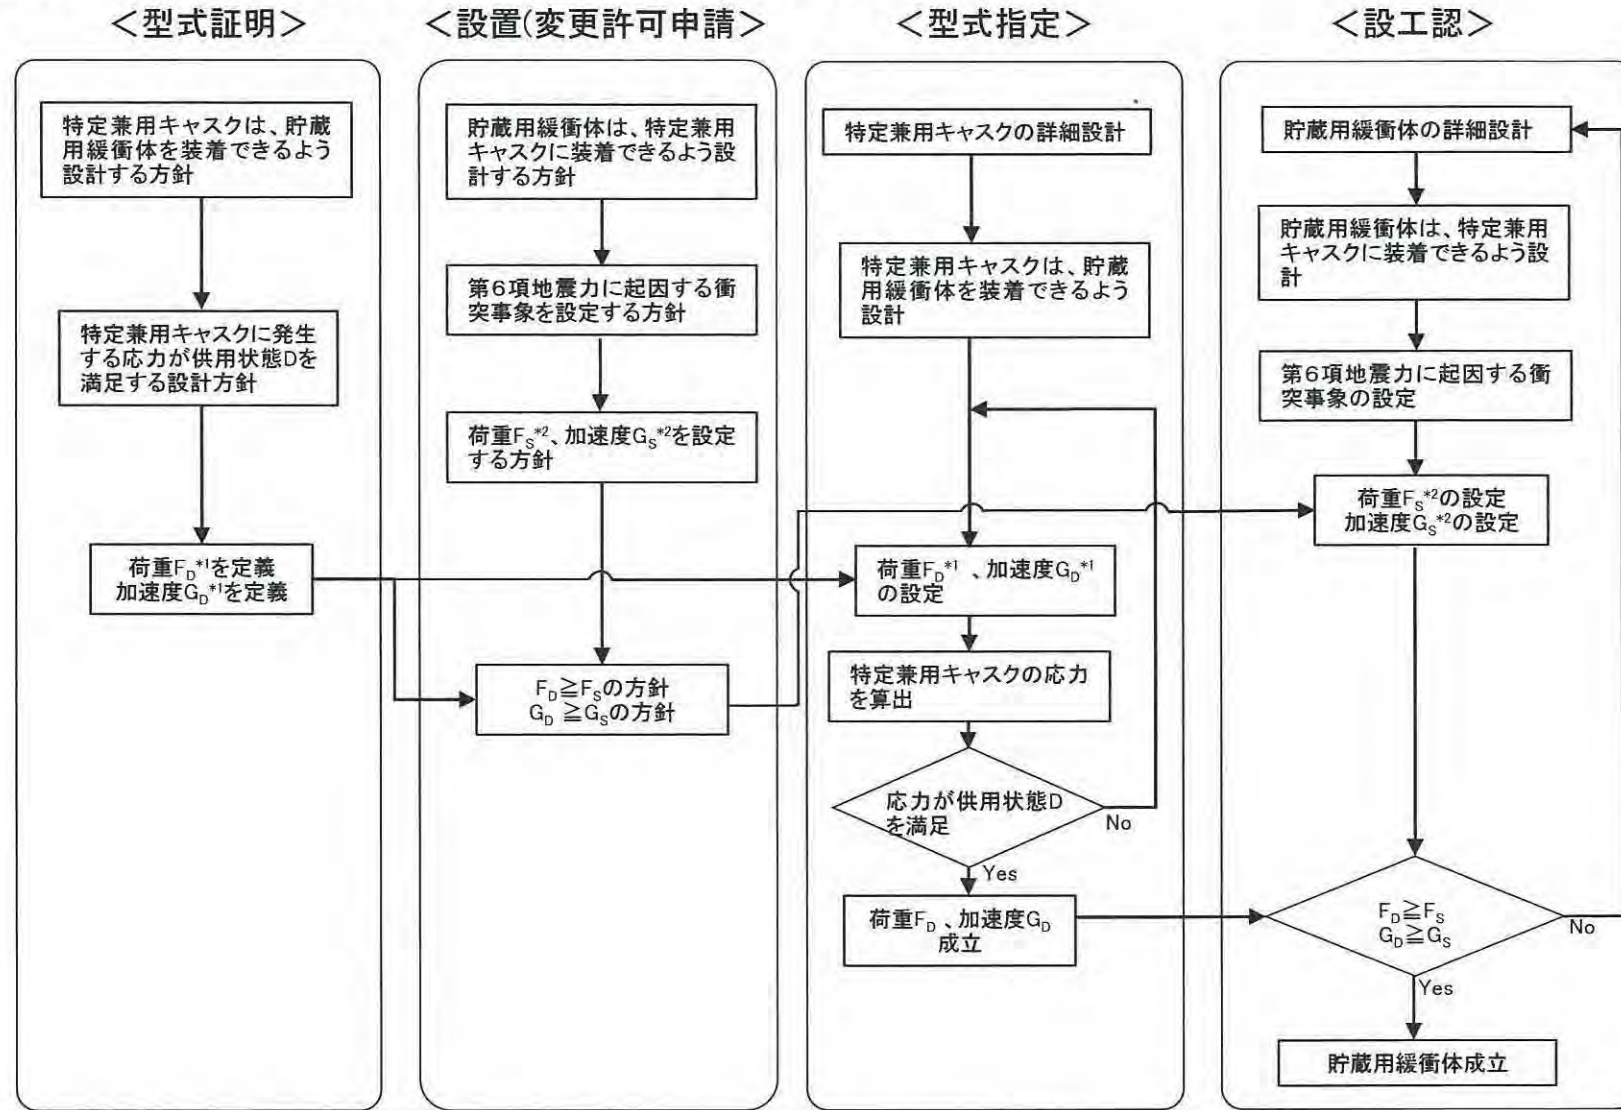 ＜型式証明＞
特定兼用キャスクは、貯蔵
用緩衝体を装着できるよう
設計する方針
特定兼用キャスクに発生
する応力が供用状態Dを
満足する設計方針
荷重F_D*1を定義
加速度G_D*1を定義
＜設置(変更許可申請＞
貯蔵用緩衝体は、特定兼用
キャスクに装着できるよう設
計する方針
第6項地震力に起因する衝
突事象を設定する方針
荷重F_S*2、加速度G_S*2を設定
する方針
F_D≧F_Sの方針
G_D ≧G_Sの方針
＜型式指定＞
特定兼用キャスクの詳細設計
特定兼用キャスクは、貯蔵
用緩衝体を装着できるよう
設計
荷重F_D*1 、加速度G_D*1
の設定
特定兼用キャスクの応力
を算出
応力が供用状態D
を満足
No
Yes
荷重F_D 、加速度G_D
成立
＜設工認＞
貯蔵用緩衝体の詳細設計
貯蔵用緩衝体は、特定兼用
キャスクに装着できるよう設
計
第6項地震力に起因する衝
突事象の設定
荷重F_S*2の設定
加速度G_S*2の設定
F_D≧F_S
G_D≧G_S
No
Yes
貯蔵用緩衝体成立